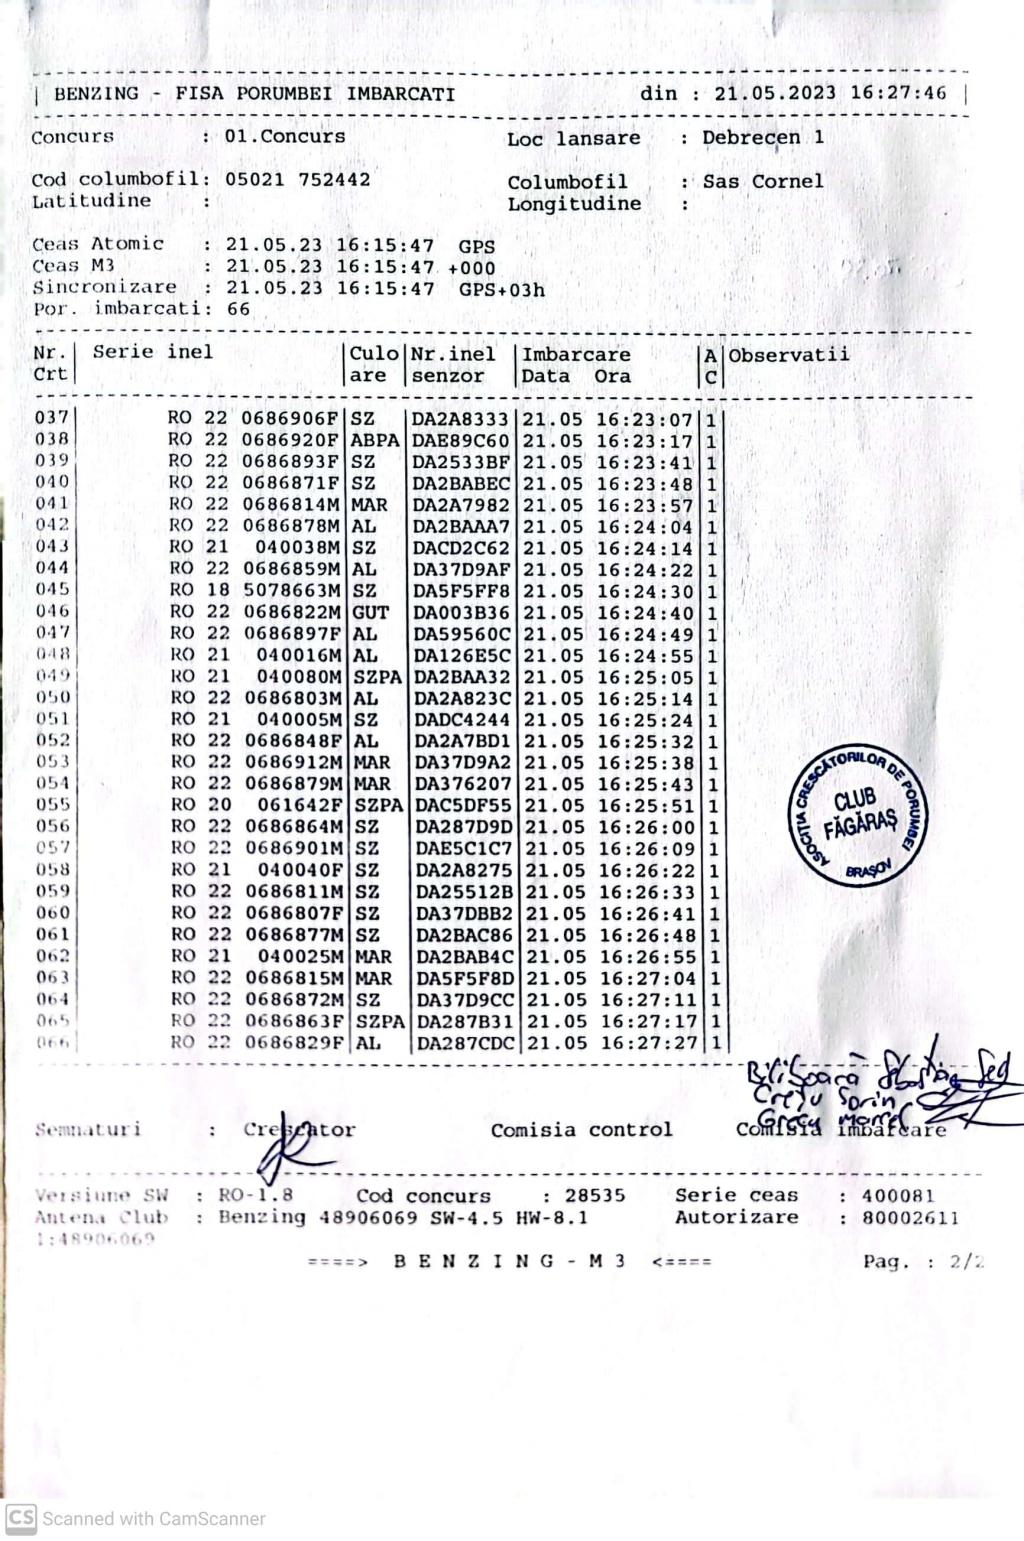 | BENZING - FISA PORUMBEI IMBARCATI din : 21.05.2023 16:27:46 |
Concurs : 01.Concurs Loc lansare : Debrecen 1
Cod columbofil: 05021 752442 Columbofil : Sas Cornel
Latitudine : Longitudine :
Ceas Atomic : 21.05.23 16:15:47 GPS
Ceas M3 : 21.05.23 16:15:47 +000
Sincronizare : 21.05.23 16:15:47 GPS+03h
Por. imbarcati: 66
Nr.| Serie inel |Culo|Nr.inel |Imbarcare |A|Observatii
Crt| |are |senzor |Data Ora |C|
037| RO 22 0686906F|SZ |DA2A8333|21.05 16:23:07|1|
038| RO 22 0686920F|ABPA|DAE89C60|21.05 16:23:17|1|
039| RO 22 0686893F|SZ |DA2533BF|21.05 16:23:41|1|
040| RO 22 0686871F|SZ |DA2BABEC|21.05 16:23:48|1|
041| RO 22 0686814M|MAR |DA2A7982|21.05 16:23:57|1|
042| RO 22 0686878M|AL |DA2BAAA7|21.05 16:24:04|1|
043| RO 21 040038M|SZ |DACD2C62|21.05 16:24:14|1|
044| RO 22 0686859M|AL |DA37D9AF|21.05 16:24:22|1|
045| RO 18 5078663M|SZ |DA5F5FF8|21.05 16:24:30|1|
046| RO 22 0686822M|GUT |DA003B36|21.05 16:24:40|1|
047| RO 22 0686897F|AL |DA59560C|21.05 16:24:49|1|
048| RO 21 040016M|AL |DA126E5C|21.05 16:24:55|1|
049| RO 21 040080M|SZPA|DA2BAA32|21.05 16:25:05|1|
050| RO 22 0686803M|AL |DA2A823C|21.05 16:25:14|1|
051| RO 21 040005M|SZ |DADC4244|21.05 16:25:24|1|
052| RO 22 0686848F|AL |DA2A7BD1|21.05 16:25:32|1|
053| RO 22 0686912M|MAR |DA37D9A2|21.05 16:25:38|1|
054| RO 22 0686879M|MAR |DA376207|21.05 16:25:43|1|
055| RO 20 061642F|SZPA|DAC5DF55|21.05 16:25:51|1|
056| RO 22 0686864M|SZ |DA287D9D|21.05 16:26:00|1|
057| RO 22 0686901M|SZ |DAE5C1C7|21.05 16:26:09|1|
058| RO 21 040040F|SZ |DA2A8275|21.05 16:26:22|1|
059| RO 22 0686811M|SZ |DA25512B|21.05 16:26:33|1|
060| RO 22 0686807F|SZ |DA37DBB2|21.05 16:26:41|1|
061| RO 22 0686877M|SZ |DA2BAC86|21.05 16:26:48|1|
062| RO 21 040025M|MAR |DA2BAB4C|21.05 16:26:55|1|
063| RO 22 0686815M|MAR |DA5F5F8D|21.05 16:27:04|1|
064| RO 22 0686872M|SZ |DA37D9CC|21.05 16:27:11|1|
065| RO 22 0686863F|SZPA|DA287B31|21.05 16:27:17|1|
066| RO 22 0686829F|AL |DA287CDC|21.05 16:27:27|1|
ASOCIȚIA CRESCĂTORILOR DE PORUMBEI
CLUB
FĂGĂRAȘ
BRAȘOV
Crețu Sorin
Semnaturi : Crescator Comisia control Comisia imbarcare
Versiune SW : RO-1.8 Cod concurs : 28535 Serie ceas : 400081
Antena Club : Benzing 48906069 SW-4.5 HW-8.1 Autorizare : 80002611
1:48906069
====> B E N Z I N G - M 3 <==== Pag. : 2/2
CS Scanned with CamScanner